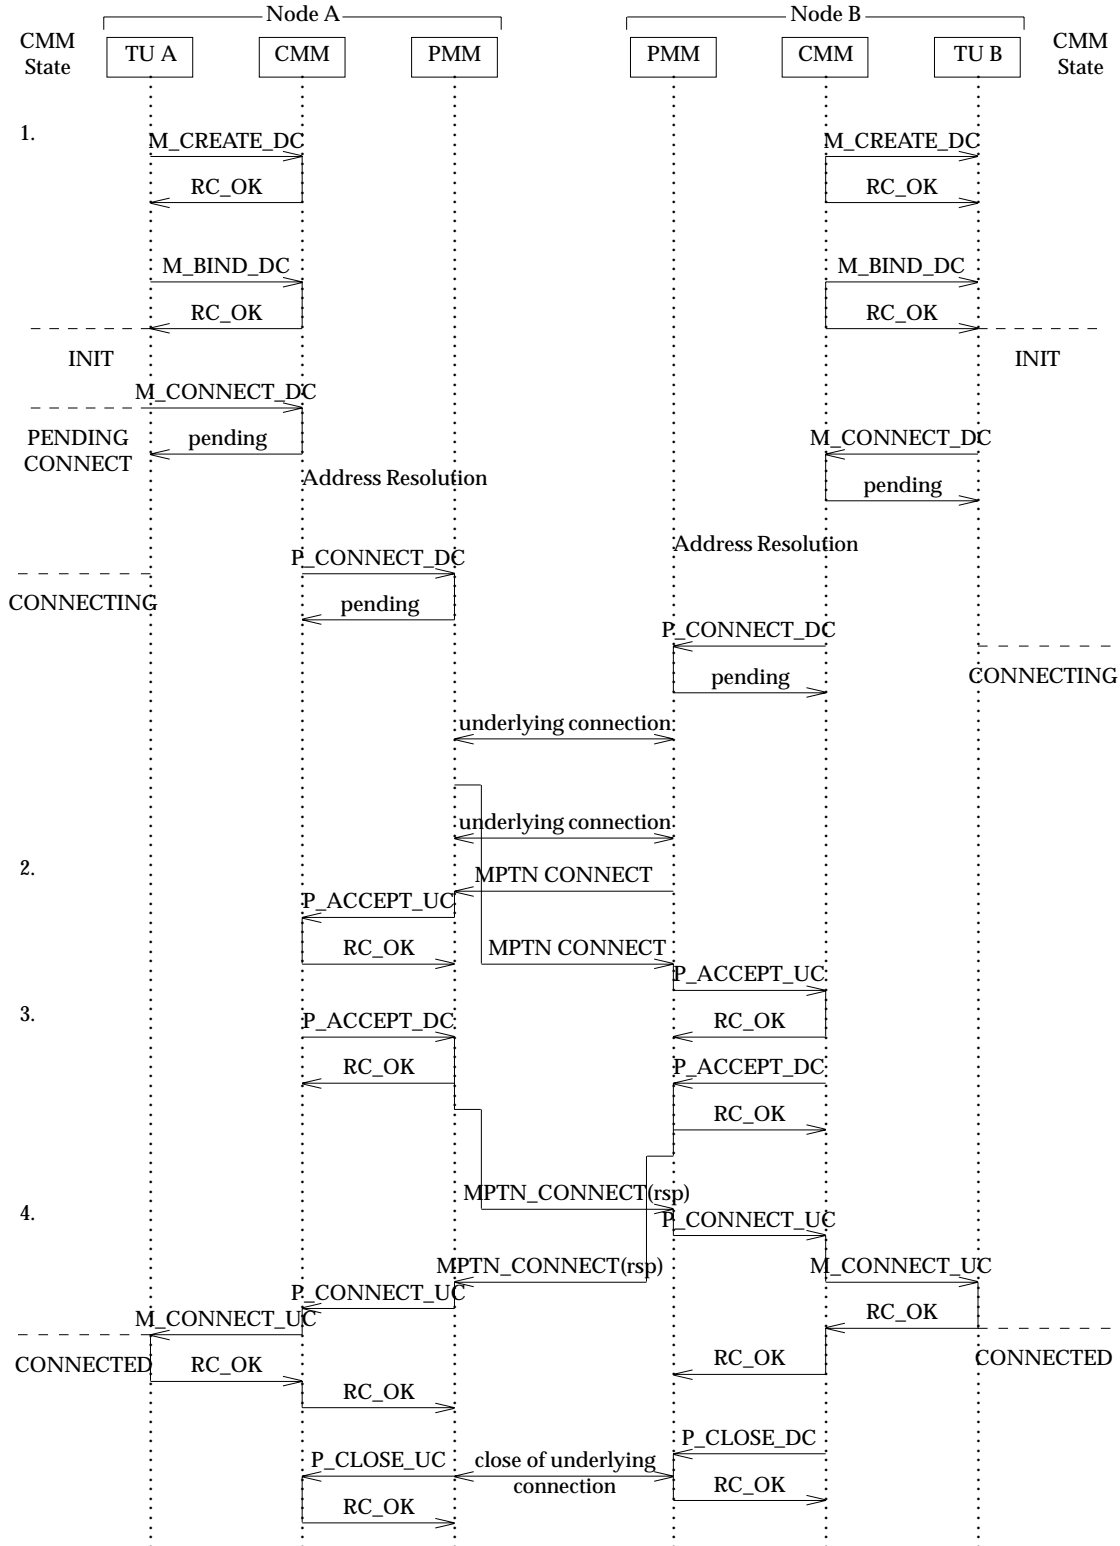 Node A
Node B
CMM
State
TU A
CMM
PMM
PMM
CMM
TU B
CMM
State
1.
M_CREATE_DC
M_CREATE_DC
RC_OK
RC_OK
M_BIND_DC
M_BIND_DC
RC_OK
RC_OK
INIT
INIT
M_CONNECT_DC
PENDING
CONNECT
pending
M_CONNECT_DC
Address Resolution
pending
Address Resolution
P_CONNECT_DC
CONNECTING
pending
P_CONNECT_DC
pending
CONNECTING
underlying connection
underlying connection
2.
MPTN CONNECT
P_ACCEPT_UC
RC_OK
MPTN CONNECT
P_ACCEPT_UC
3.
P_ACCEPT_DC
RC_OK
RC_OK
P_ACCEPT_DC
RC_OK
MPTN_CONNECT(rsp)
4.
P_CONNECT_UC
MPTN_CONNECT(rsp)
M_CONNECT_UC
P_CONNECT_UC
M_CONNECT_UC
RC_OK
CONNECTED
RC_OK
RC_OK
CONNECTED
RC_OK
P_CLOSE_DC
P_CLOSE_UC
close of underlying
connection
RC_OK
RC_OK